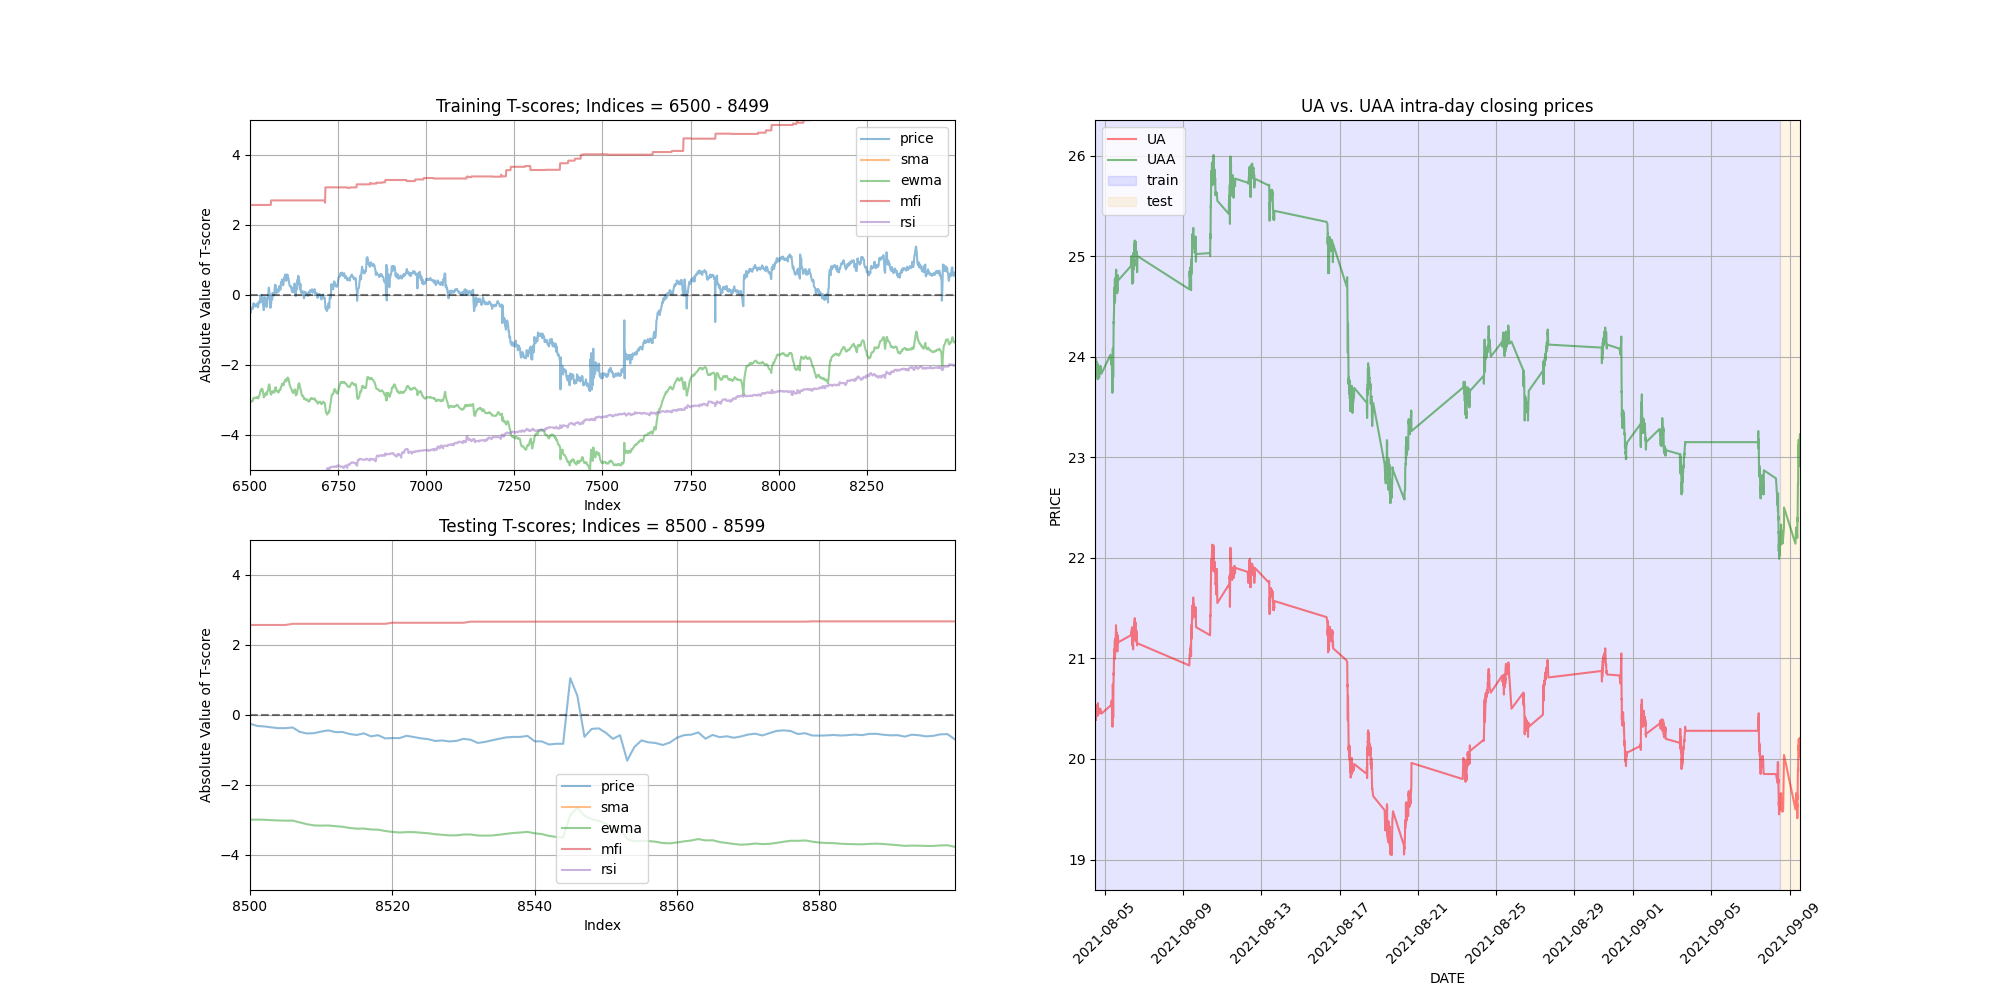 Training T-scores; Indices = 6500 - 8499
Absolute Value of T-score
4
2
0
−2
−4
price
sma
ewma
mfi
rsi
6500 6750 7000 7250 7500 7750 8000 8250
Index
Testing T-scores; Indices = 8500 - 8599
Absolute Value of T-score
4
2
0
−2
−4
price
sma
ewma
mfi
rsi
8500 8520 8540 8560 8580
Index
UA vs. UAA intra-day closing prices
PRICE
26
25
24
23
22
21
20
19
UA
UAA
train
test
2021-08-05 2021-08-09 2021-08-13 2021-08-17 2021-08-21 2021-08-25 2021-08-29 2021-09-01 2021-09-05 2021-09-09
DATE